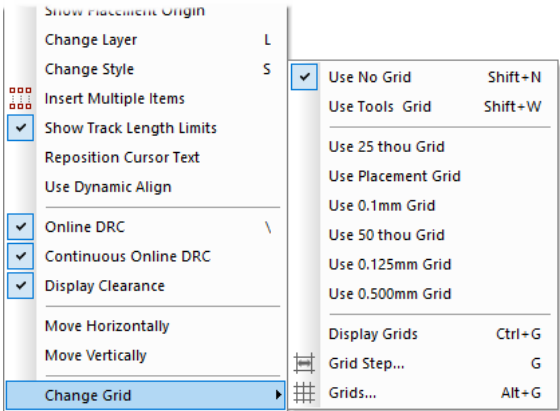 Show Placement Origin
Change Layer L
Change Style S
Insert Multiple Items
Show Track Length Limits
Reposition Cursor Text
Use Dynamic Align
Online DRC \
Continuous Online DRC
Display Clearance
Move Horizontally
Move Vertically
Change Grid
Use No Grid Shift+N
Use Tools Grid Shift+W
Use 25 thou Grid
Use Placement Grid
Use 0.1mm Grid
Use 50 thou Grid
Use 0.125mm Grid
Use 0.500mm Grid
Display Grids Ctrl+G
Grid Step... G
Grids... Alt+G